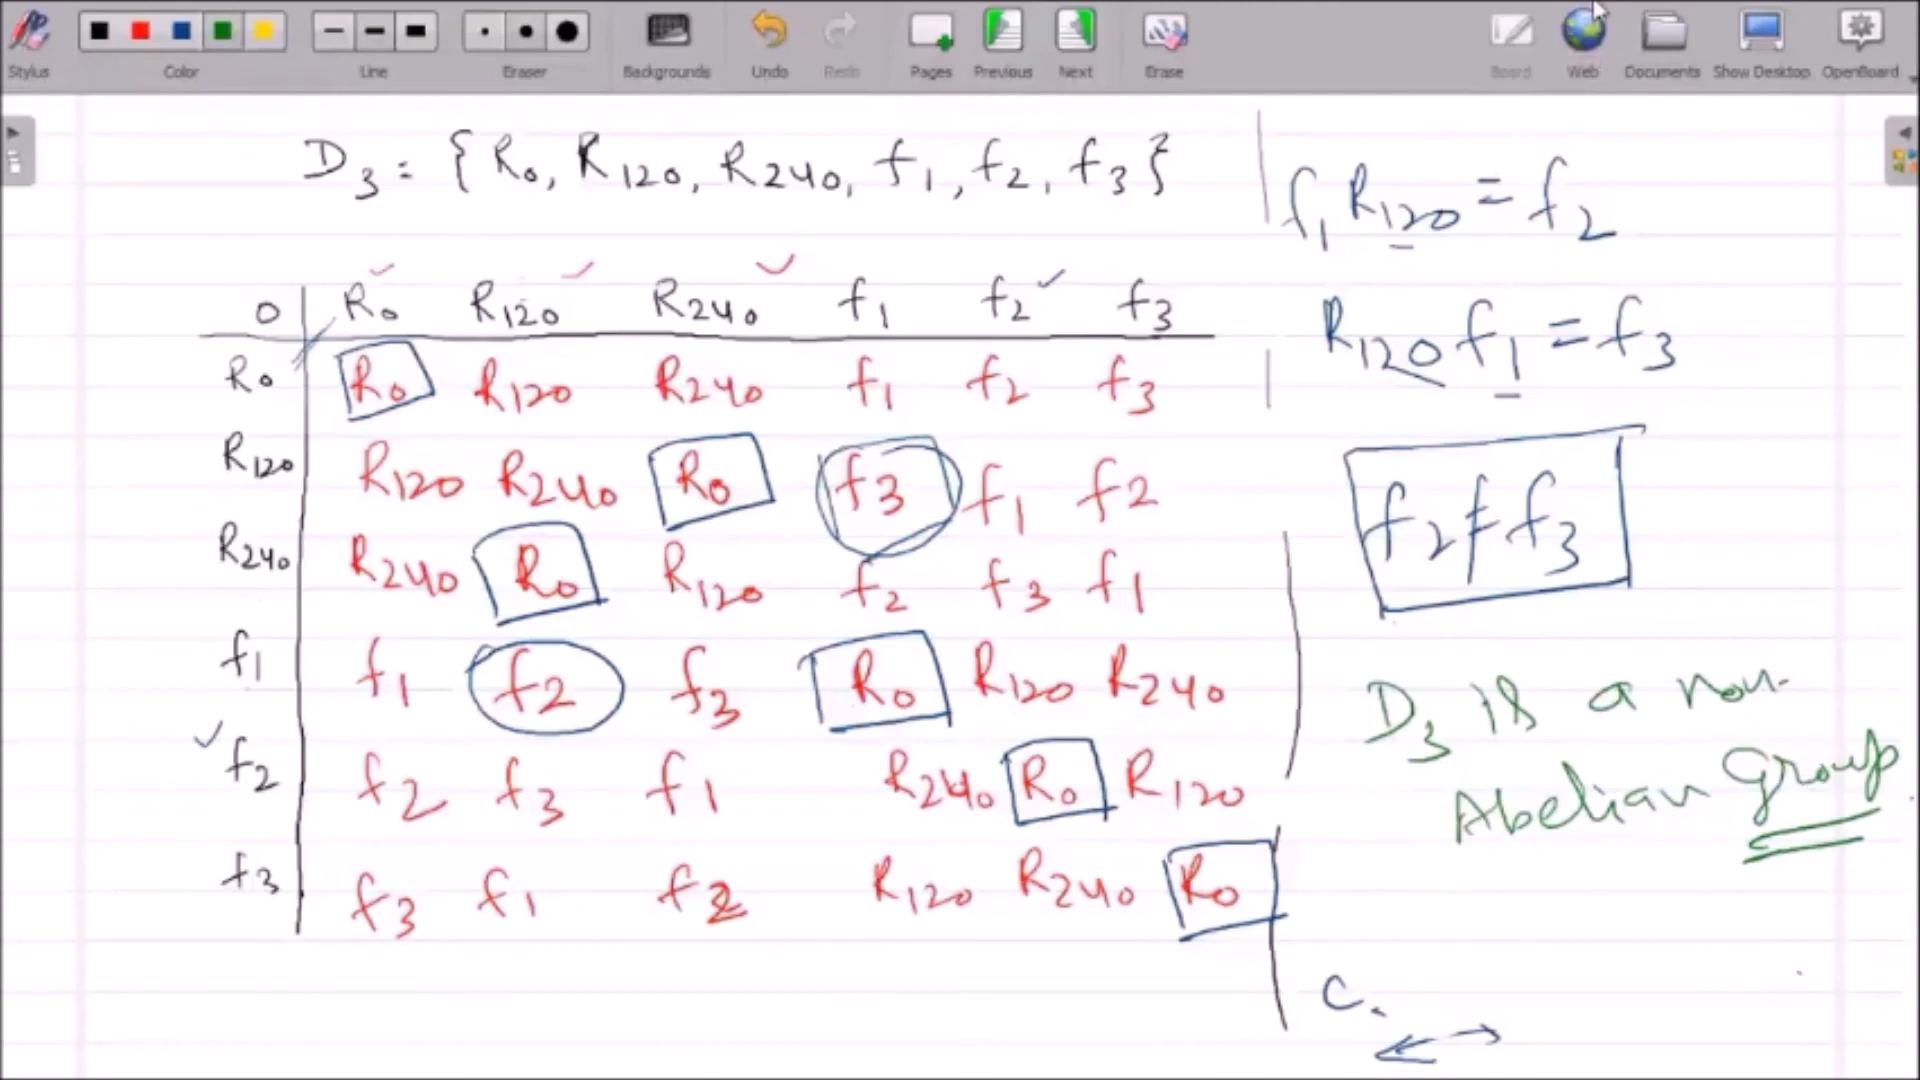 Stylus Color Line Eraser Backgrounds Undo Redo Pages Previous Next Erase Board Web Documents Show Desktop OpenBoard
D₃ = {R₀, R₁₂₀, R₂₄₀, f₁, f₂, f₃}
O R₀ R₁₂₀ R₂₄₀ f₁ f₂ f₃
R₀ R₀ R₁₂₀ R₂₄₀ f₁ f₂ f₃
R₁₂₀ R₁₂₀ R₂₄₀ R₀ f₃ f₁ f₂
R₂₄₀ R₂₄₀ R₀ R₁₂₀ f₂ f₃ f₁
f₁ f₁ f₂ f₃ R₀ R₁₂₀ R₂₄₀
f₂ f₂ f₃ f₁ R₂₄₀ R₀ R₁₂₀
f₃ f₃ f₁ f₂ R₁₂₀ R₂₄₀ R₀
f₁ R₁₂₀ = f₂
R₁₂₀ f₁ = f₃
f₂ ≠ f₃
D₃ is a non-
Abelian Group
C.